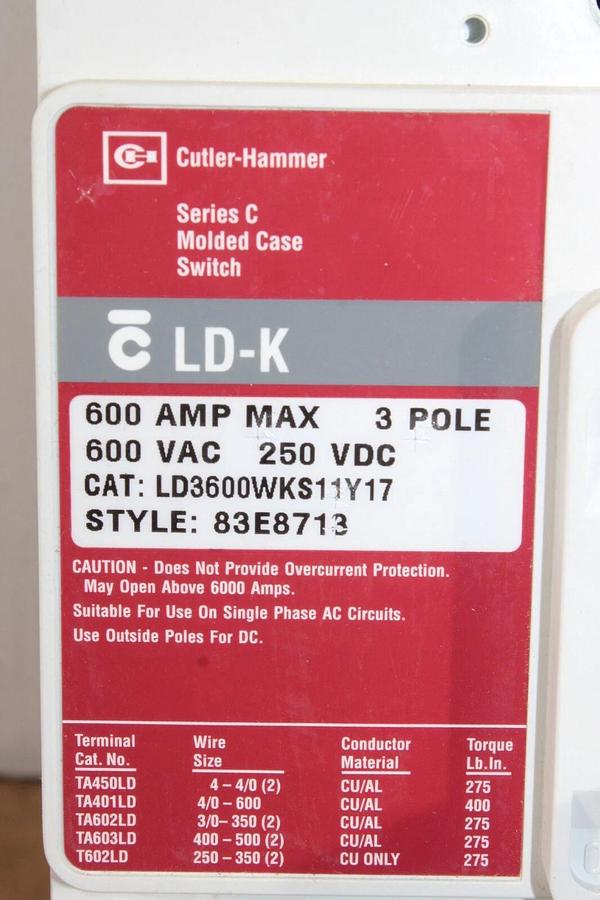 Cutler-Hammer
Series C
Molded Case
Switch
C LD-K
600 AMP MAX 3 POLE
600 VAC 250 VDC
CAT: LD3600WKS11Y17
STYLE: 83E8713
CAUTION - Does Not Provide Overcurrent Protection.
May Open Above 6000 Amps.
Suitable For Use On Single Phase AC Circuits.
Use Outside Poles For DC.
Terminal Wire Conductor Torque
Cat. No. Size Material Lb.In.
TA450LD 4 – 4/0 (2) CU/AL 275
TA401LD 4/0 – 600 CU/AL 400
TA602LD 3/0– 350 (2) CU/AL 275
TA603LD 400 – 500 (2) CU/AL 275
T602LD 250 – 350 (2) CU ONLY 275